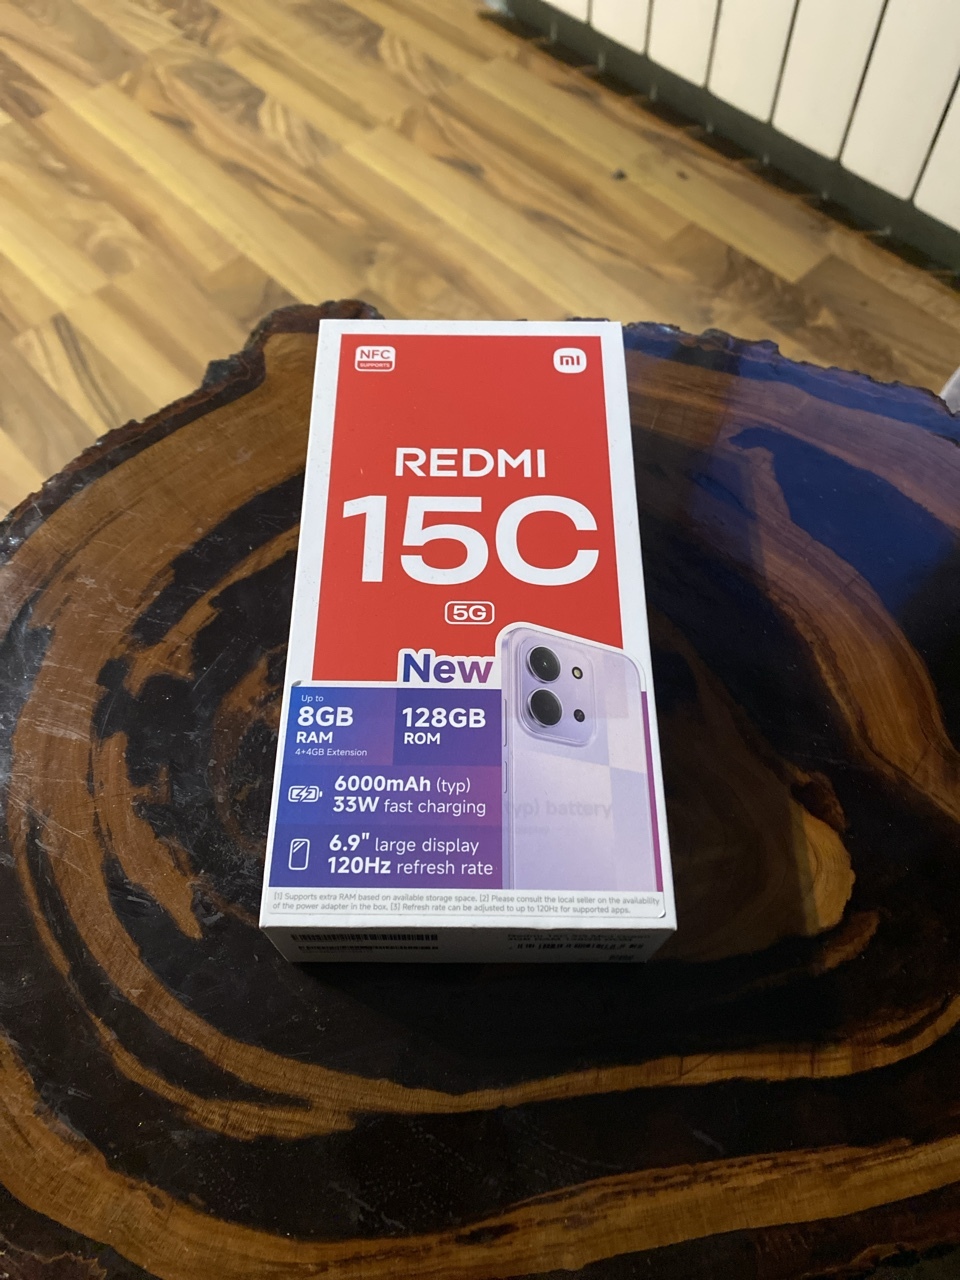 NFC
SUPPORTS
mi
REDMI
15C
5G
New
Up to
8GB
RAM
4+4GB Extension
128GB
ROM
6000mAh (typ)
33W fast charging
typ) battery
6.9" large display
120Hz refresh rate
[1] Supports extra RAM based on available storage space. [2] Please consult the local seller on the availability
of the power adapter in the box. [3] Refresh rate can be adjusted to up to 120Hz for supported apps.